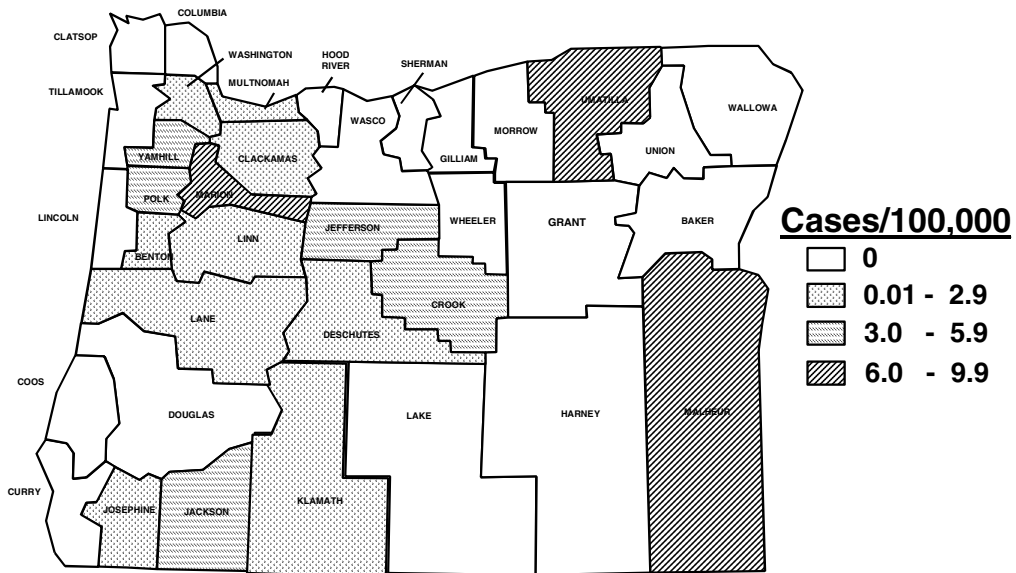 COLUMBIA
CLATSOP
WASHINGTON
HOOD
RIVER
SHERMAN
TILLAMOOK
MULTNOMAH
UMATILLA
WALLOWA
WASCO
MORROW
UNION
YAMHILL
CLACKAMAS
GILLIAM
POLK
MARION
LINCOLN
JEFFERSON
WHEELER
GRANT
BAKER
LINN
BENTON
CROOK
LANE
DESCHUTES
COOS
DOUGLAS
LAKE
HARNEY
MALHEUR
CURRY
JOSEPHINE
JACKSON
KLAMATH
Cases/100,000
0
0.01 - 2.9
3.0 - 5.9
6.0 - 9.9